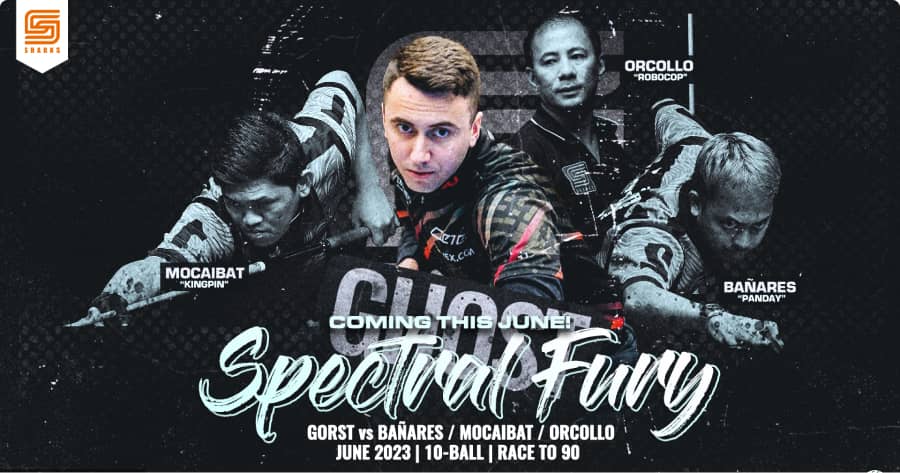 SHARKS
ORCOLLO
"ROBOCOP"
MOCAIBAT
"KINGPIN"
BAÑARES
"PANDAY"
GHOST
COMING THIS JUNE!
Spectral Fury
GORST vs BAÑARES / MOCAIBAT / ORCOLLO
JUNE 2023 | 10-BALL | RACE TO 90